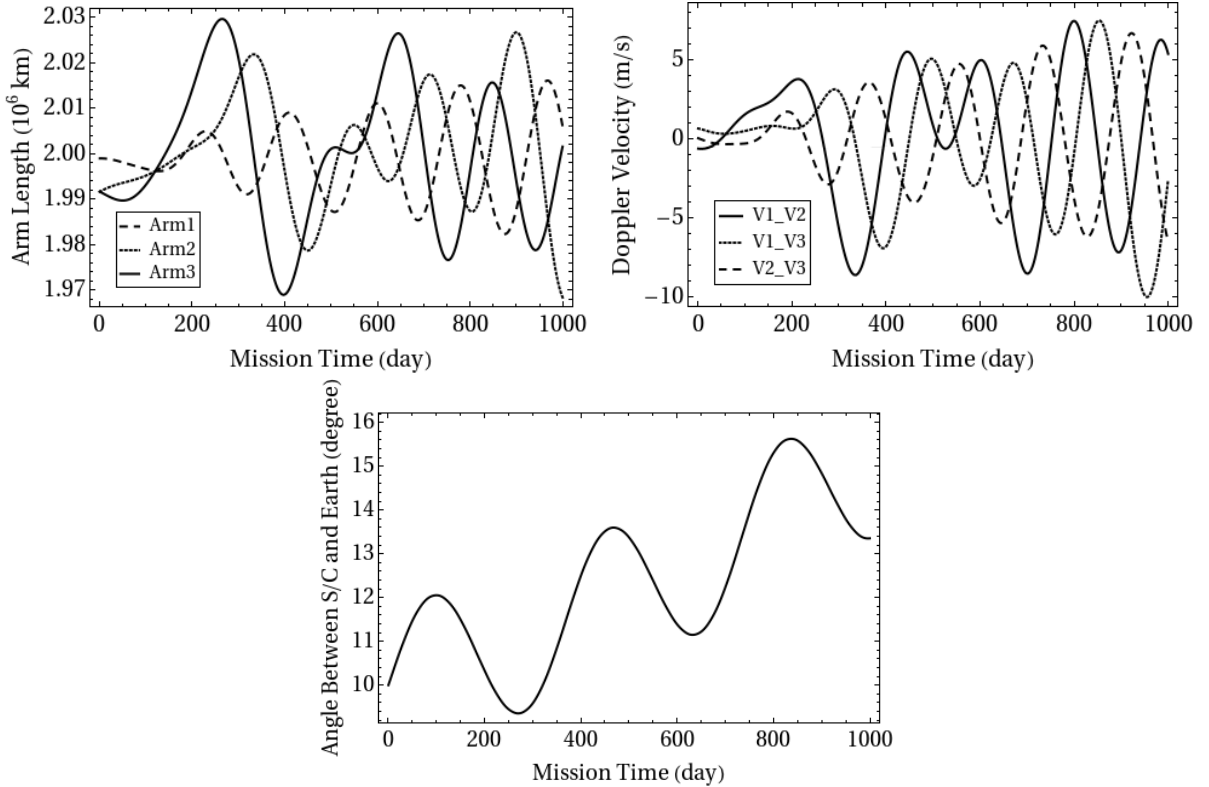 Arm Length (10⁶ km)
2.03
2.02
2.01
2.00
1.99
1.98
1.97
Arm1
Arm2
Arm3
0 200 400 600 800 1000
Mission Time (day)
Doppler Velocity (m/s)
5
0
−5
−10
V1_V2
V1_V3
V2_V3
0 200 400 600 800 1000
Mission Time (day)
Angle Between S/C and Earth (degree)
16
15
14
13
12
11
10
0 200 400 600 800 1000
Mission Time (day)